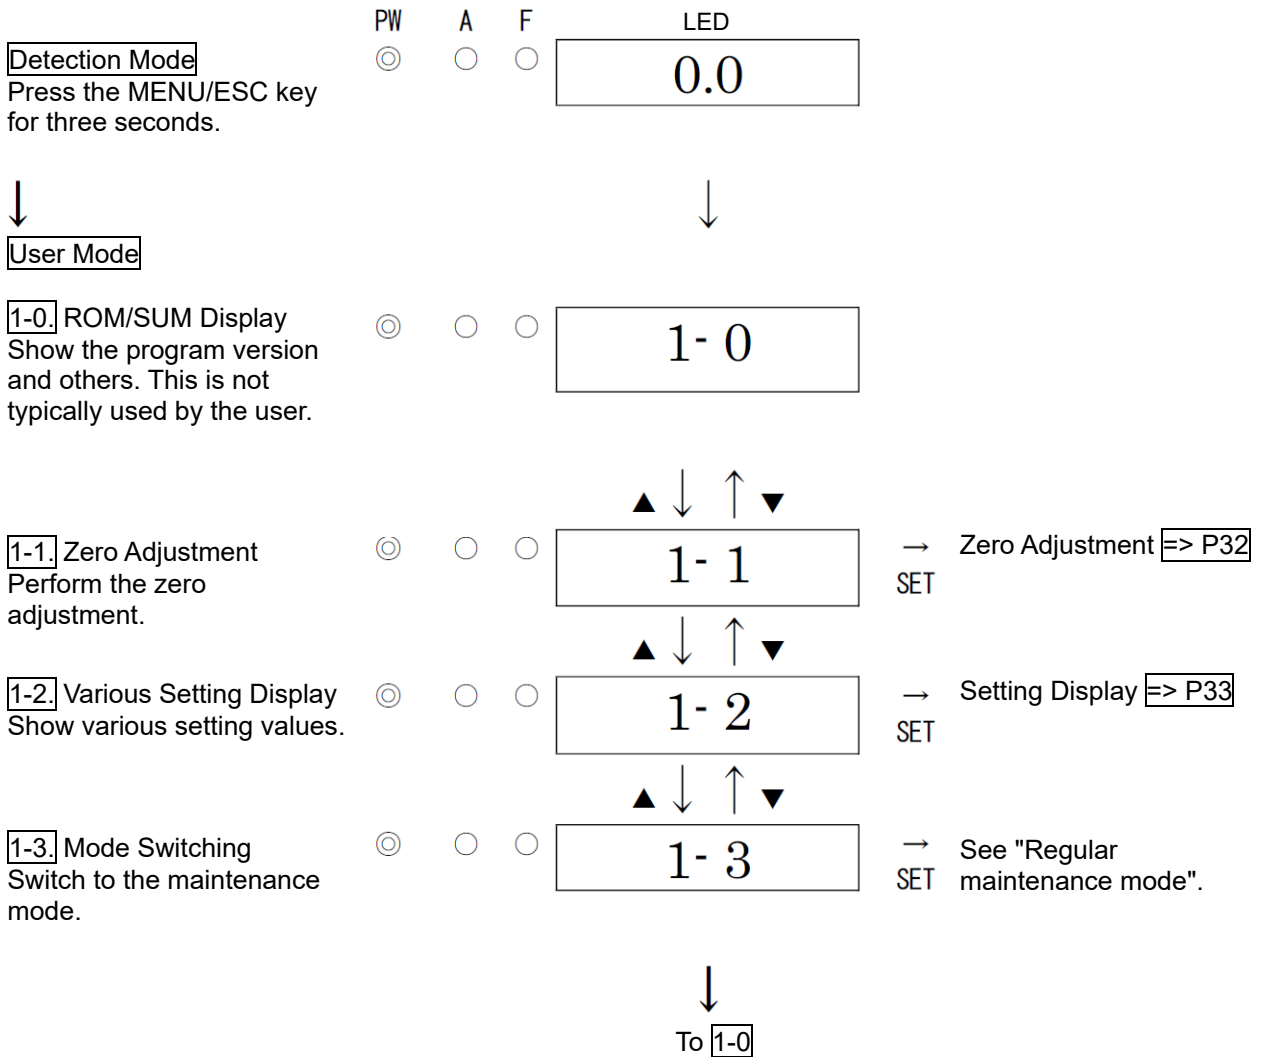 PW A F LED
Detection Mode
Press the MENU/ESC key
for three seconds.
◎ ○ ○ 0.0
↓ ↓
User Mode
1-0. ROM/SUM Display
Show the program version
and others. This is not
typically used by the user.
◎ ○ ○ 1- 0
▲ ↓ ↑ ▼
1-1. Zero Adjustment
Perform the zero
adjustment.
◎ ○ ○ 1- 1
→ Zero Adjustment => P32
SET
▲ ↓ ↑ ▼
1-2. Various Setting Display
Show various setting values.
◎ ○ ○ 1- 2
→ Setting Display => P33
SET
▲ ↓ ↑ ▼
1-3. Mode Switching
Switch to the maintenance
mode.
◎ ○ ○ 1- 3
→ See "Regular
SET maintenance mode".
↓
To 1-0